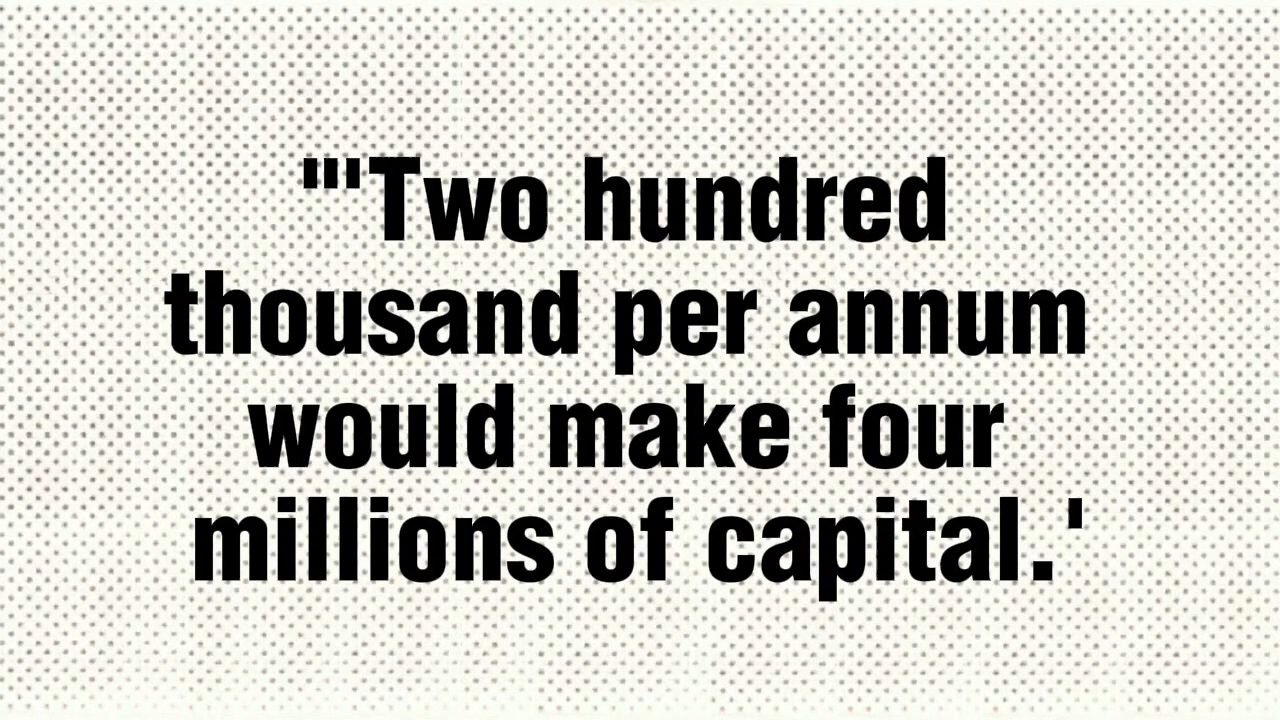 "'Two hundred
thousand per annum
would make four
millions of capital.'